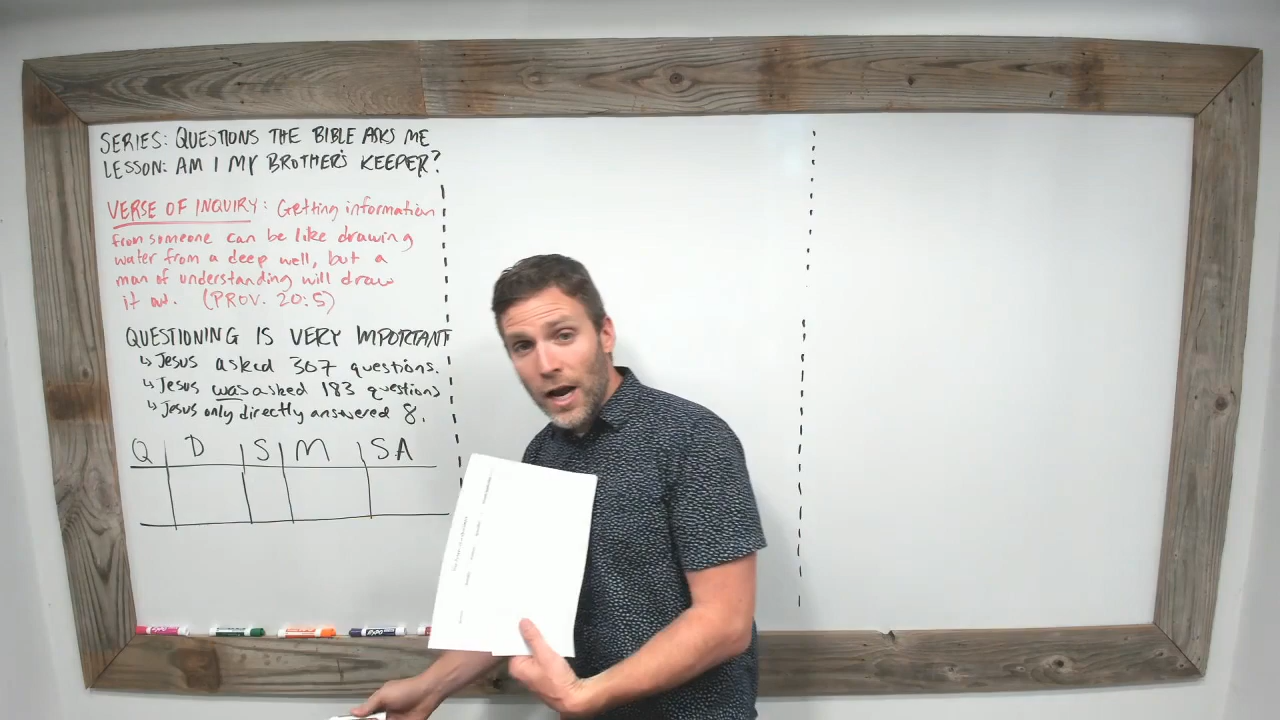 SERIES: QUESTIONS THE BIBLE ASKS ME
LESSON: AM I MY BROTHER'S KEEPER?
VERSE OF INQUIRY: Getting information
from someone can be like drawing
water from a deep well, but a
man of understanding will draw
it out. (PROV. 20:5)
QUESTIONING IS VERY IMPORTANT
↳ Jesus asked 307 questions.
↳ Jesus was asked 183 questions
↳ Jesus only directly answered 8.
Q D S M SA
EXPO